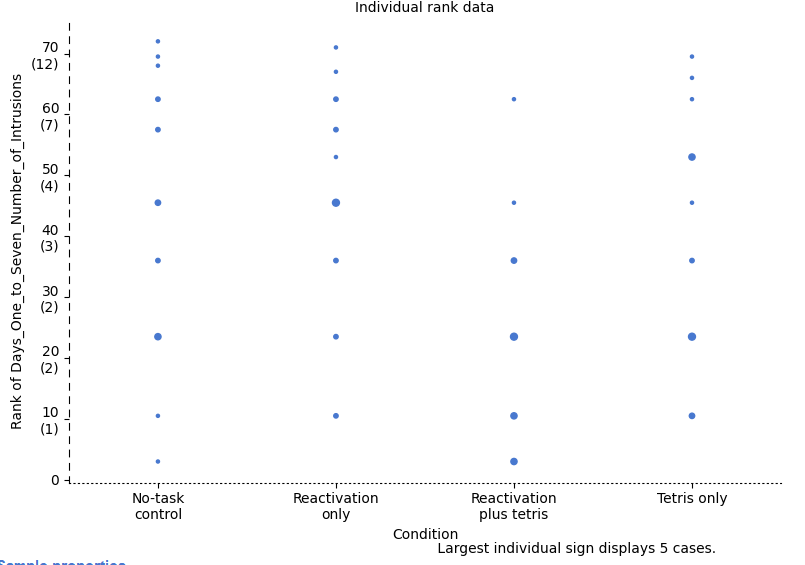 Individual rank data
Rank of Days_One_to_Seven_Number_of_Intrusions
70
(12)
60
(7)
50
(4)
40
(3)
30
(2)
20
(2)
10
(1)
0
No-task
control
Reactivation
only
Reactivation
plus tetris
Tetris only
Condition
Largest individual sign displays 5 cases.
Sample properties